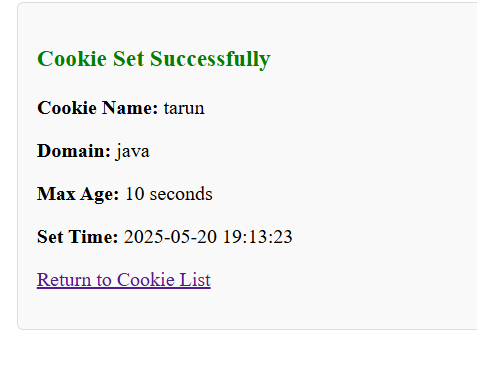 Cookie Set Successfully
Cookie Name: tarun
Domain: java
Max Age: 10 seconds
Set Time: 2025-05-20 19:13:23
Return to Cookie List